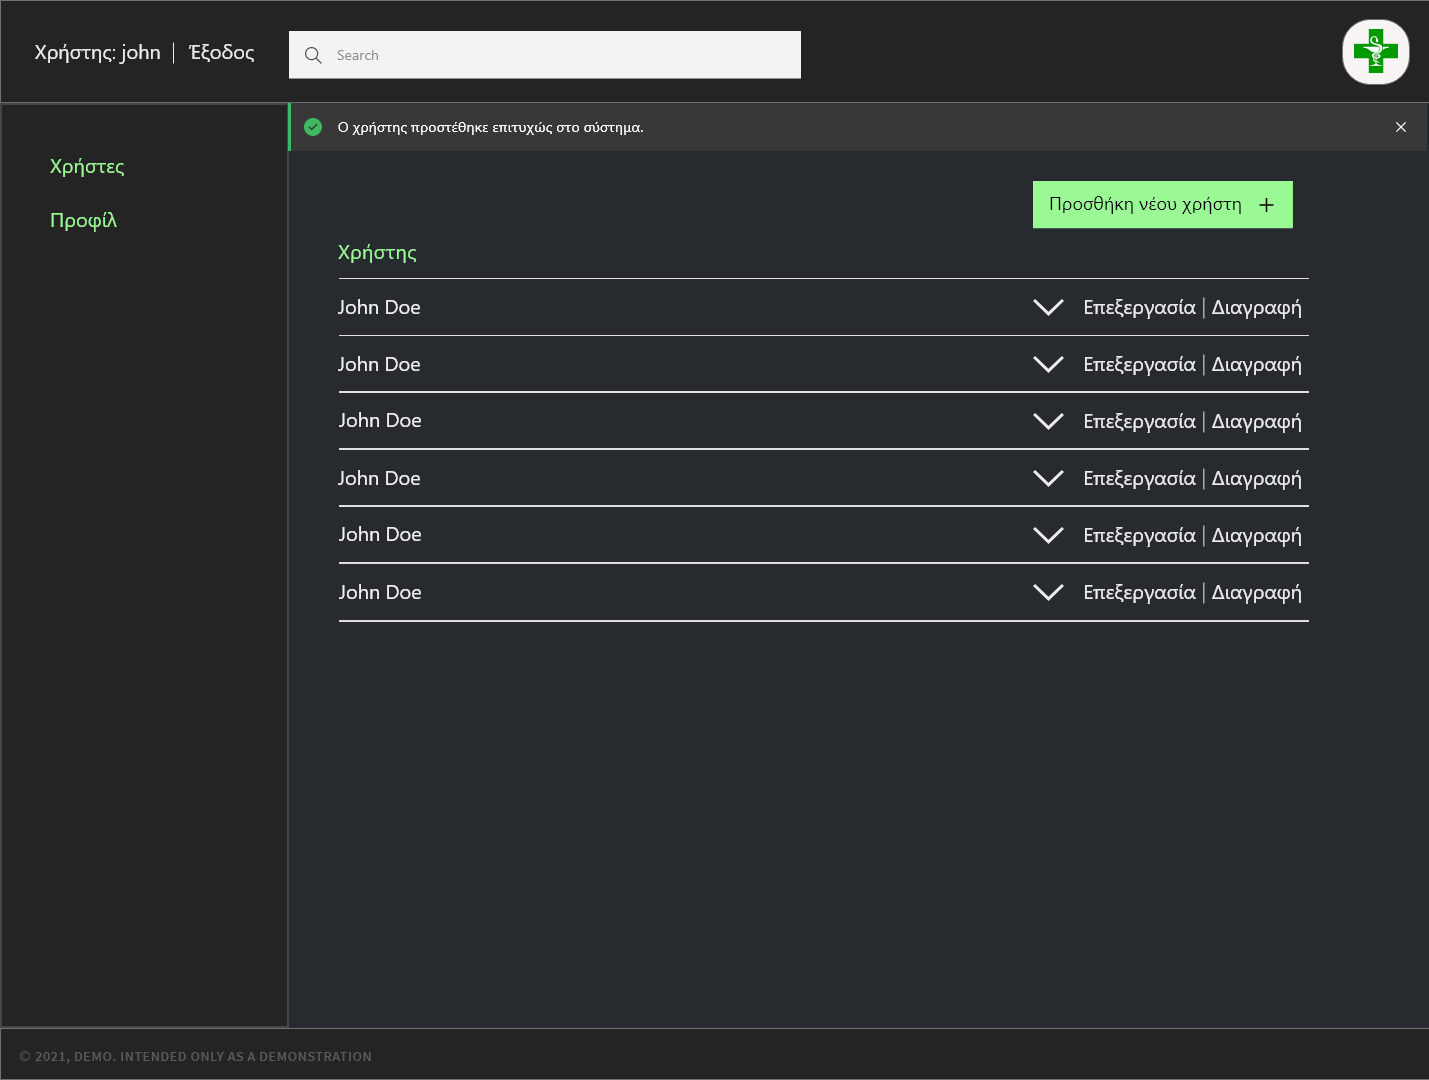 Χρήστης: john | Έξοδος
Search
Ο χρήστης προστέθηκε επιτυχώς στο σύστημα.
Χρήστες
Προφίλ
Προσθήκη νέου χρήστη +
Χρήστης
John Doe Επεξεργασία | Διαγραφή
John Doe Επεξεργασία | Διαγραφή
John Doe Επεξεργασία | Διαγραφή
John Doe Επεξεργασία | Διαγραφή
John Doe Επεξεργασία | Διαγραφή
John Doe Επεξεργασία | Διαγραφή
© 2021, DEMO. INTENDED ONLY AS A DEMONSTRATION